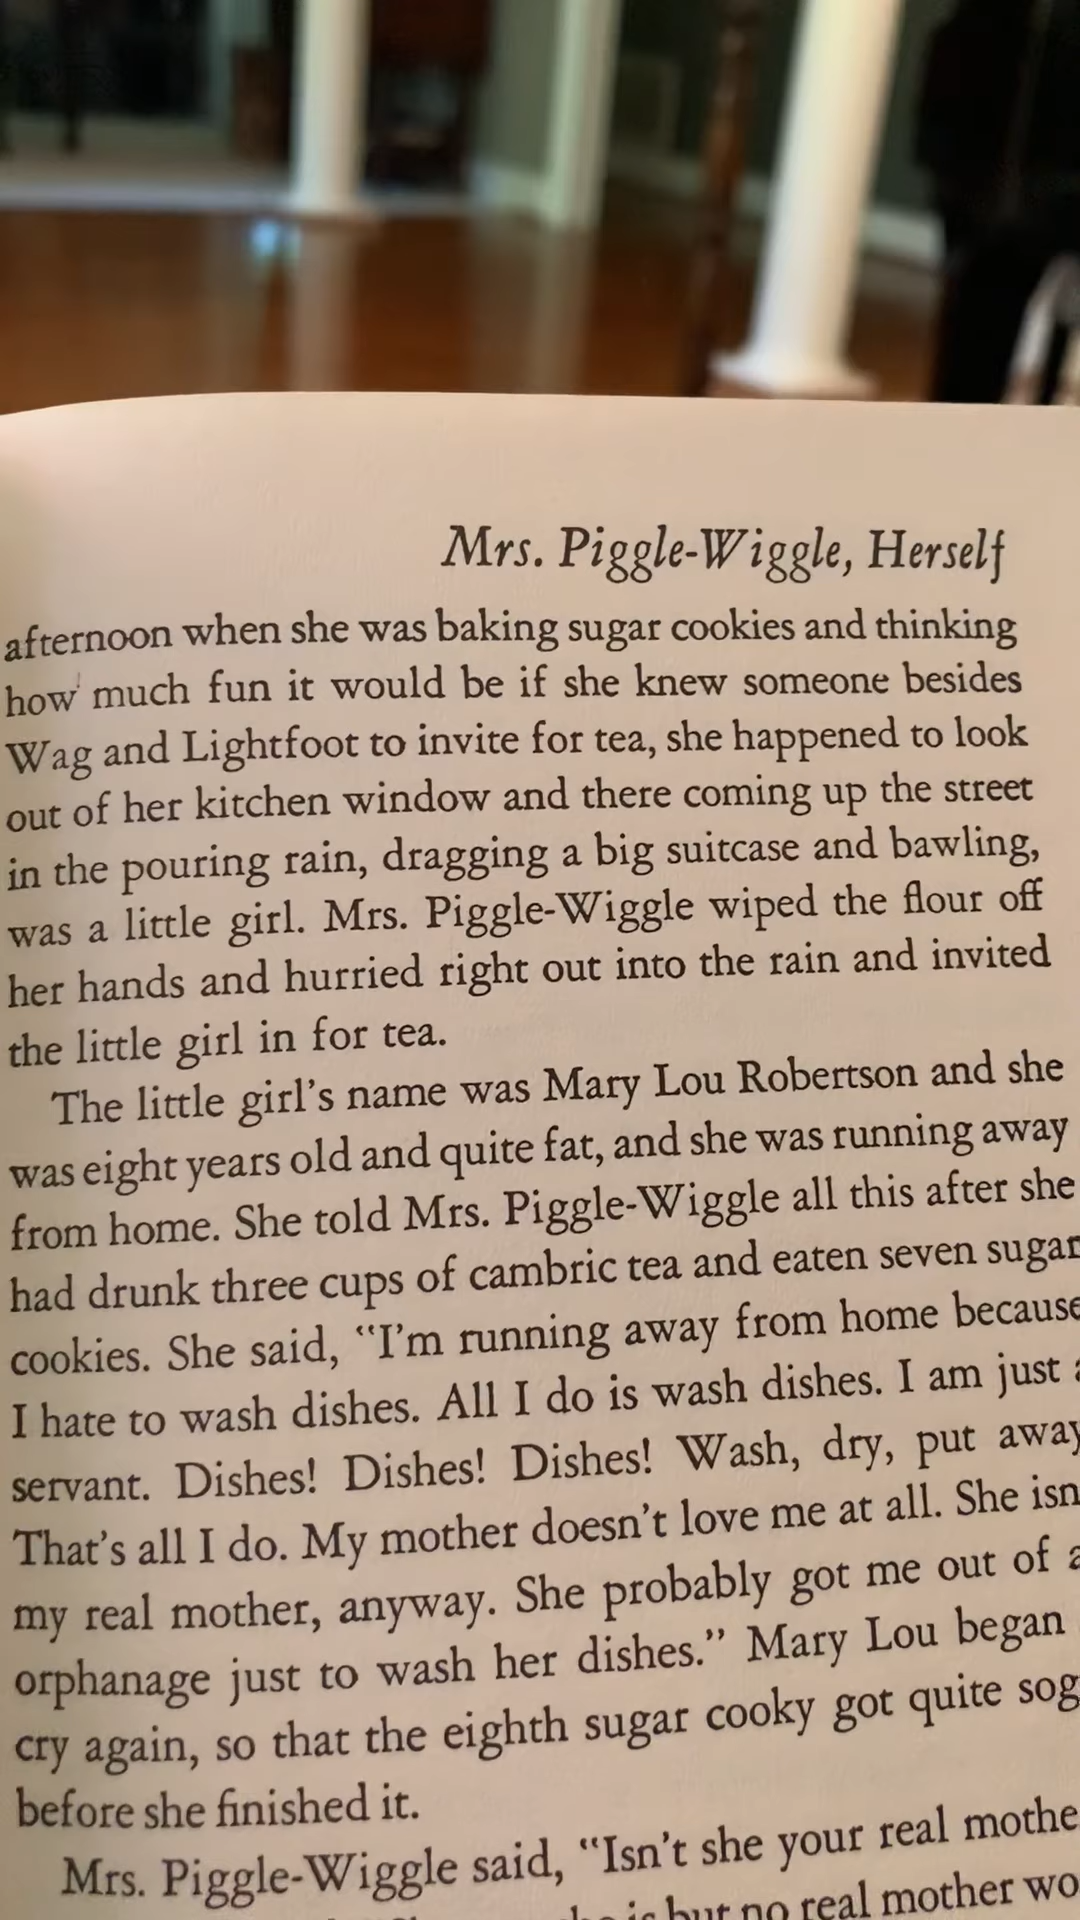 Mrs. Piggle-Wiggle, Herself
afternoon when she was baking sugar cookies and thinking
how much fun it would be if she knew someone besides
Wag and Lightfoot to invite for tea, she happened to look
out of her kitchen window and there coming up the street
in the pouring rain, dragging a big suitcase and bawling,
was a little girl. Mrs. Piggle-Wiggle wiped the flour off
her hands and hurried right out into the rain and invited
the little girl in for tea.
The little girl's name was Mary Lou Robertson and she
was eight years old and quite fat, and she was running away
from home. She told Mrs. Piggle-Wiggle all this after she
had drunk three cups of cambric tea and eaten seven sugar
cookies. She said, "I'm running away from home because
I hate to wash dishes. All I do is wash dishes. I am just
servant. Dishes! Dishes! Dishes! Wash, dry, put away
That's all I do. My mother doesn't love me at all. She isn
my real mother, anyway. She probably got me out of a
orphanage just to wash her dishes." Mary Lou began
cry again, so that the eighth sugar cooky got quite sog
before she finished it.
Mrs. Piggle-Wiggle said, "Isn't she your real mothe
is but no real mother wo